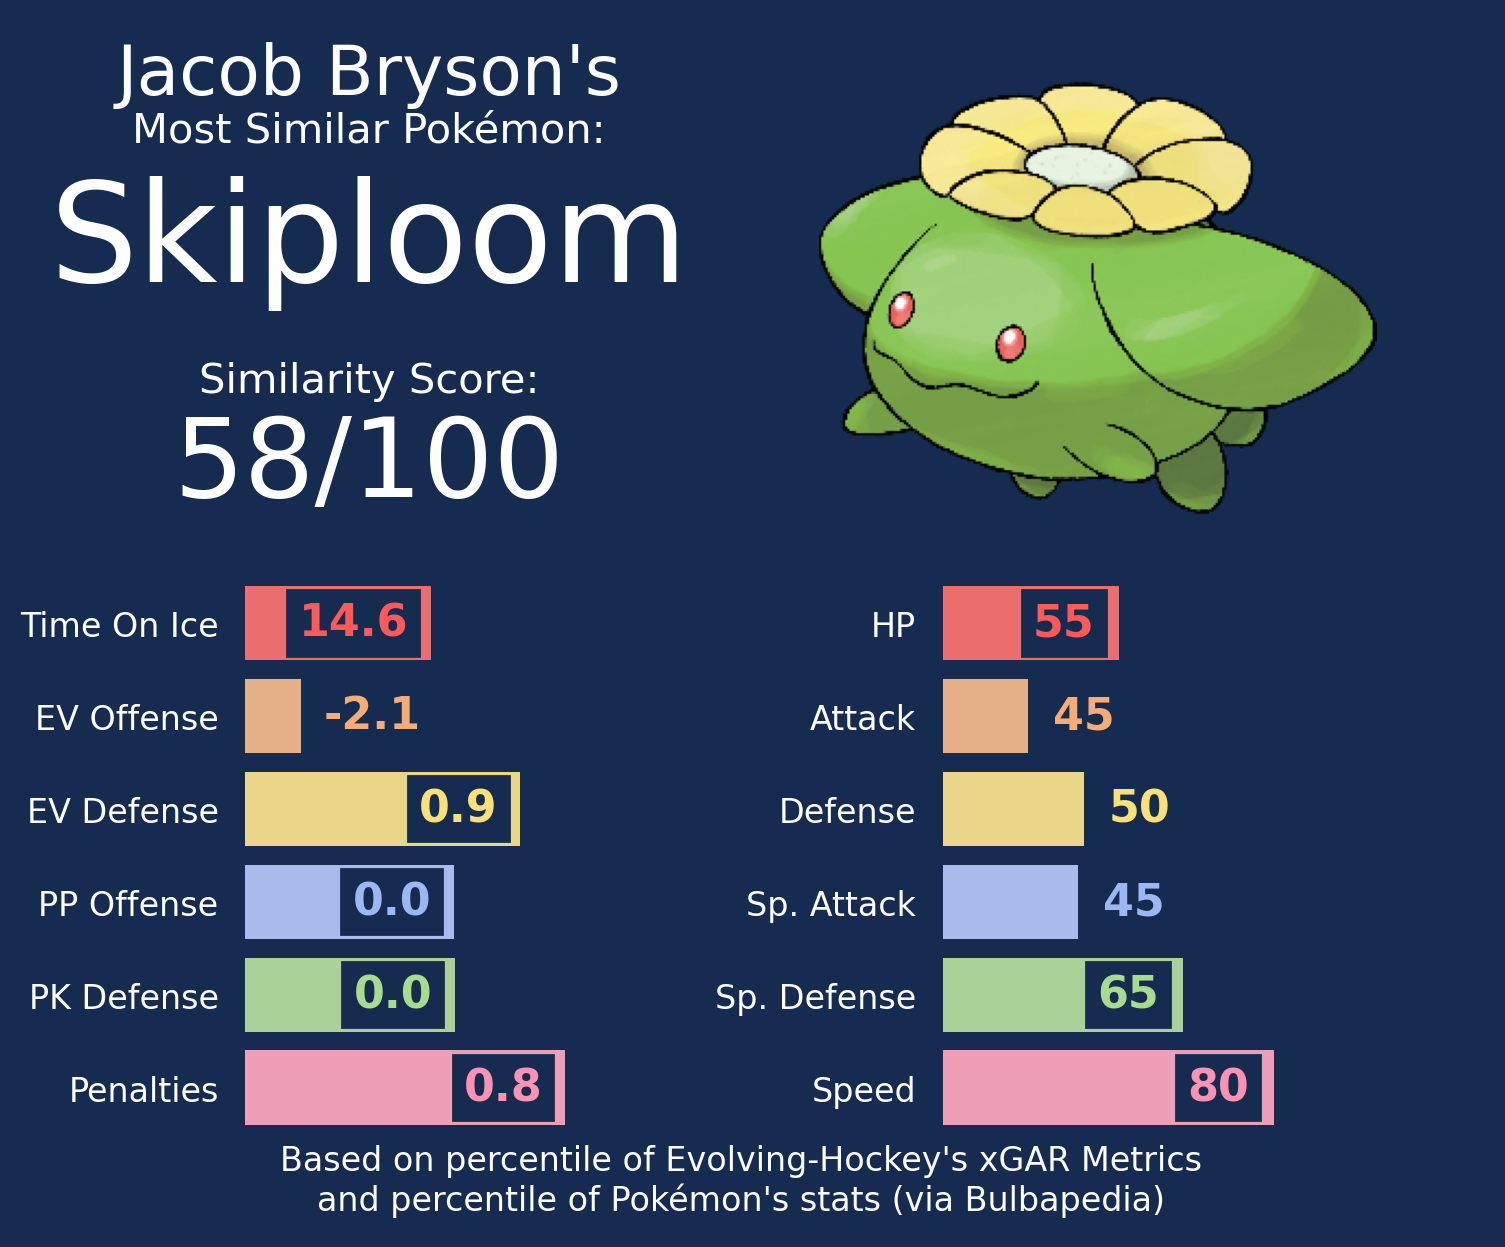 Jacob Bryson's
Most Similar Pokémon:
Skiploom
Similarity Score:
58/100
Time On Ice 14.6
EV Offense -2.1
EV Defense 0.9
PP Offense 0.0
PK Defense 0.0
Penalties 0.8
HP 55
Attack 45
Defense 50
Sp. Attack 45
Sp. Defense 65
Speed 80
Based on percentile of Evolving-Hockey's xGAR Metrics
and percentile of Pokémon's stats (via Bulbapedia)